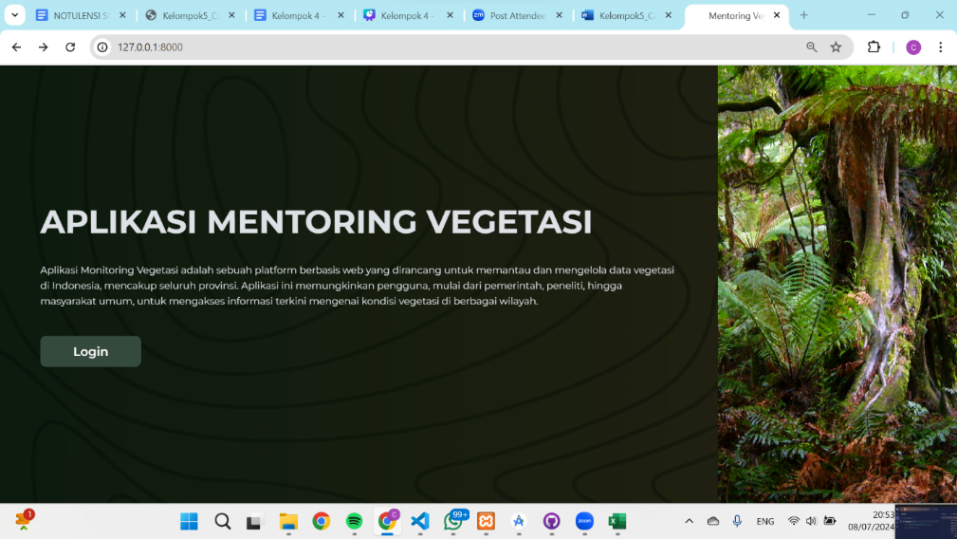 NOTULENSI
Kelompok5_C
Kelompok 4 -
Kelompok 4 -
Post Attendee
Kelompok5_C
Mentoring Ve
127.0.0.1:8000
APLIKASI MENTORING VEGETASI
Aplikasi Monitoring Vegetasi adalah sebuah platform berbasis web yang dirancang untuk memantau dan mengelola data vegetasi
di Indonesia, mencakup seluruh provinsi. Aplikasi ini memungkinkan pengguna, mulai dari pemerintah, peneliti, hingga
masyarakat umum, untuk mengakses informasi terkini mengenai kondisi vegetasi di berbagai wilayah.
Login
1
99+
zoom
ENG
20:53
08/07/2024